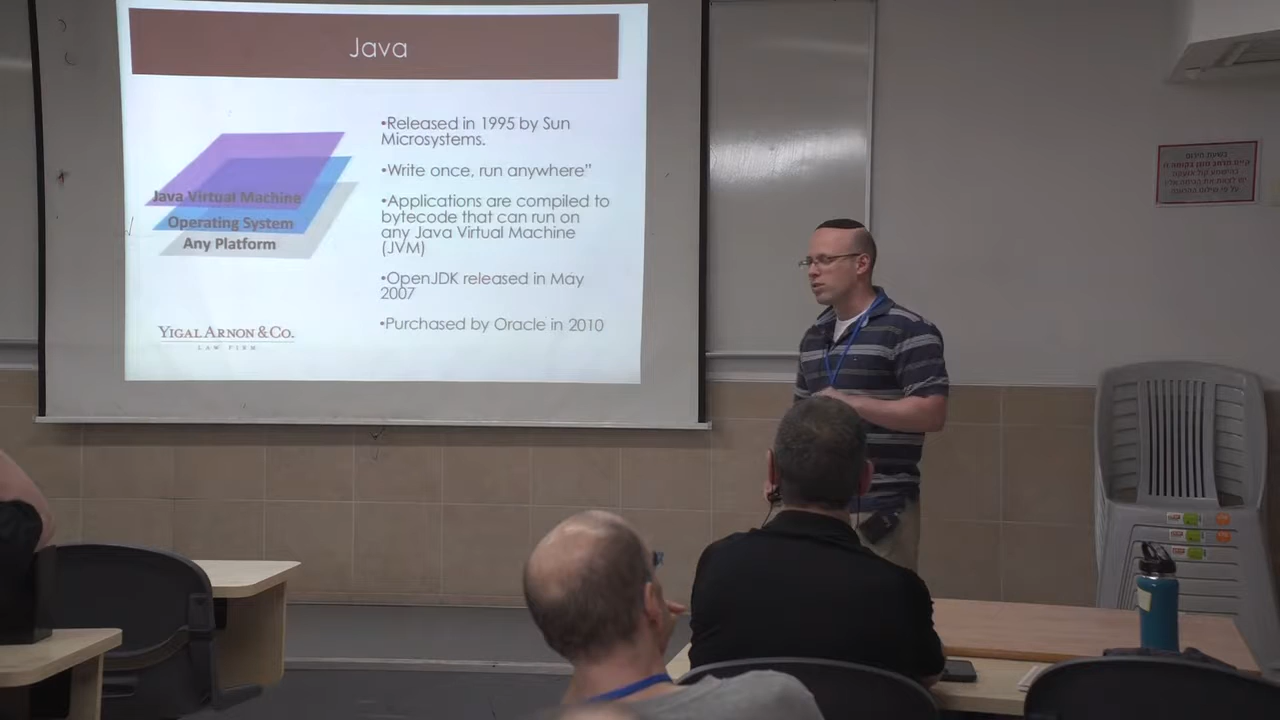 Java
•Released in 1995 by Sun
Microsystems.
•Write once, run anywhere"
•Applications are compiled to
bytecode that can run on
any Java Virtual Machine
(JVM)
•OpenJDK released in May
2007
•Purchased by Oracle in 2010
Java Virtual Machine
Operating System
Any Platform
YIGAL ARNON & CO.
LAW FIRM
בשעת חירום